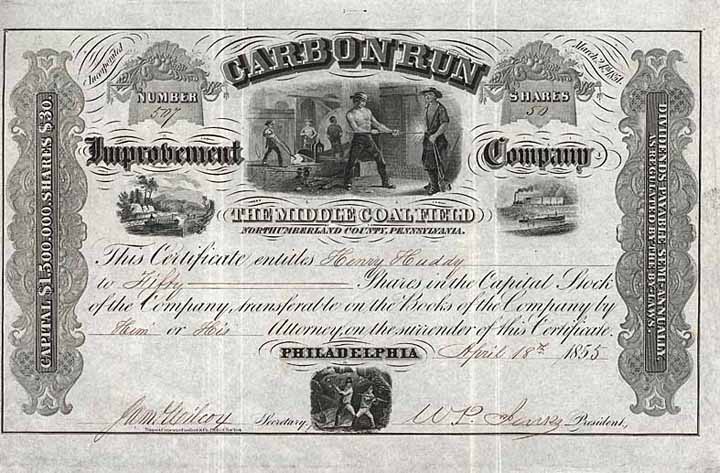 CARBON RUN
Incorporated
March 1851
NUMBER
507
SHARES
50
Improvement Company
THE MIDDLE COAL FIELD
NORTHUMBERLAND COUNTY, PENNSYLVANIA.
This Certificate entitles Henry Huddy
to Fifty Shares in the Capital Stock
of the Company, transferable on the Books of the Company by
Him or His Attorney, on the surrender of this Certificate.
PHILADELPHIA April 18th 1855
Secretary, President,
CAPITAL $1,500,000, SHARES $30.
DIVIDENDS PAYABLE SEMI-ANNUALLY
AS REGULATED BY THE BY-LAWS.